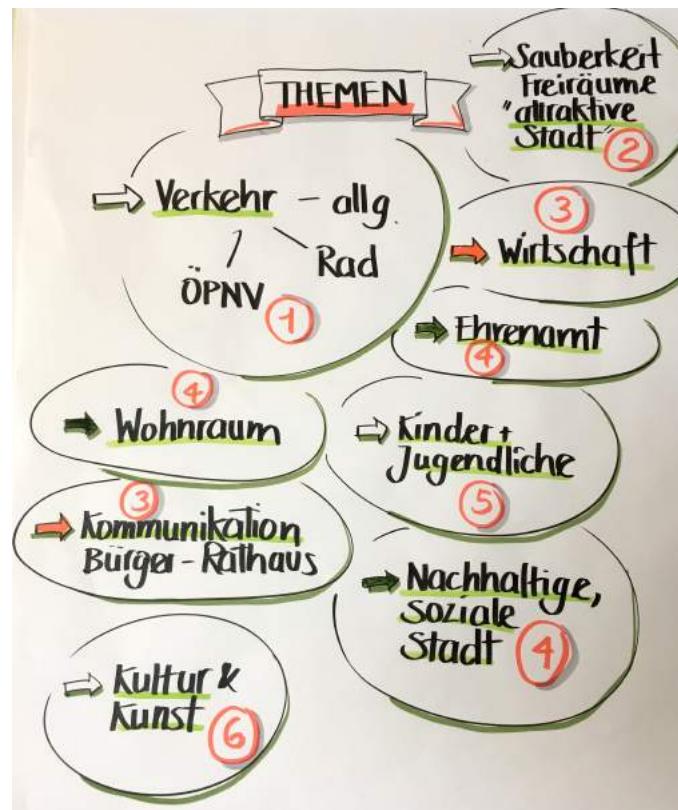 THEMEN
Sauberkeit
Freiräume
"attraktive
Stadt"
2
Verkehr – allg.
ÖPNV
Rad
1
3
Wirtschaft
Ehrenamt
4
4
Wohnraum
Kinder +
Jugendliche
5
3
Kommunikation
Bürger – Rathaus
Nachhaltige,
soziale
Stadt
4
Kultur &
Kunst
6